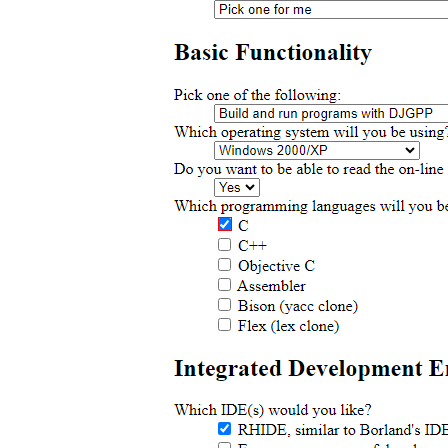 Pick one for me
Basic Functionality
Pick one of the following:
Build and run programs with DJGPP
Which operating system will you be using?
Windows 2000/XP
Do you want to be able to read the on-line
Yes
Which programming languages will you be
C
C++
Objective C
Assembler
Bison (yacc clone)
Flex (lex clone)
Integrated Development
Which IDE(s) would you like?
RHIDE, similar to Borland's IDE